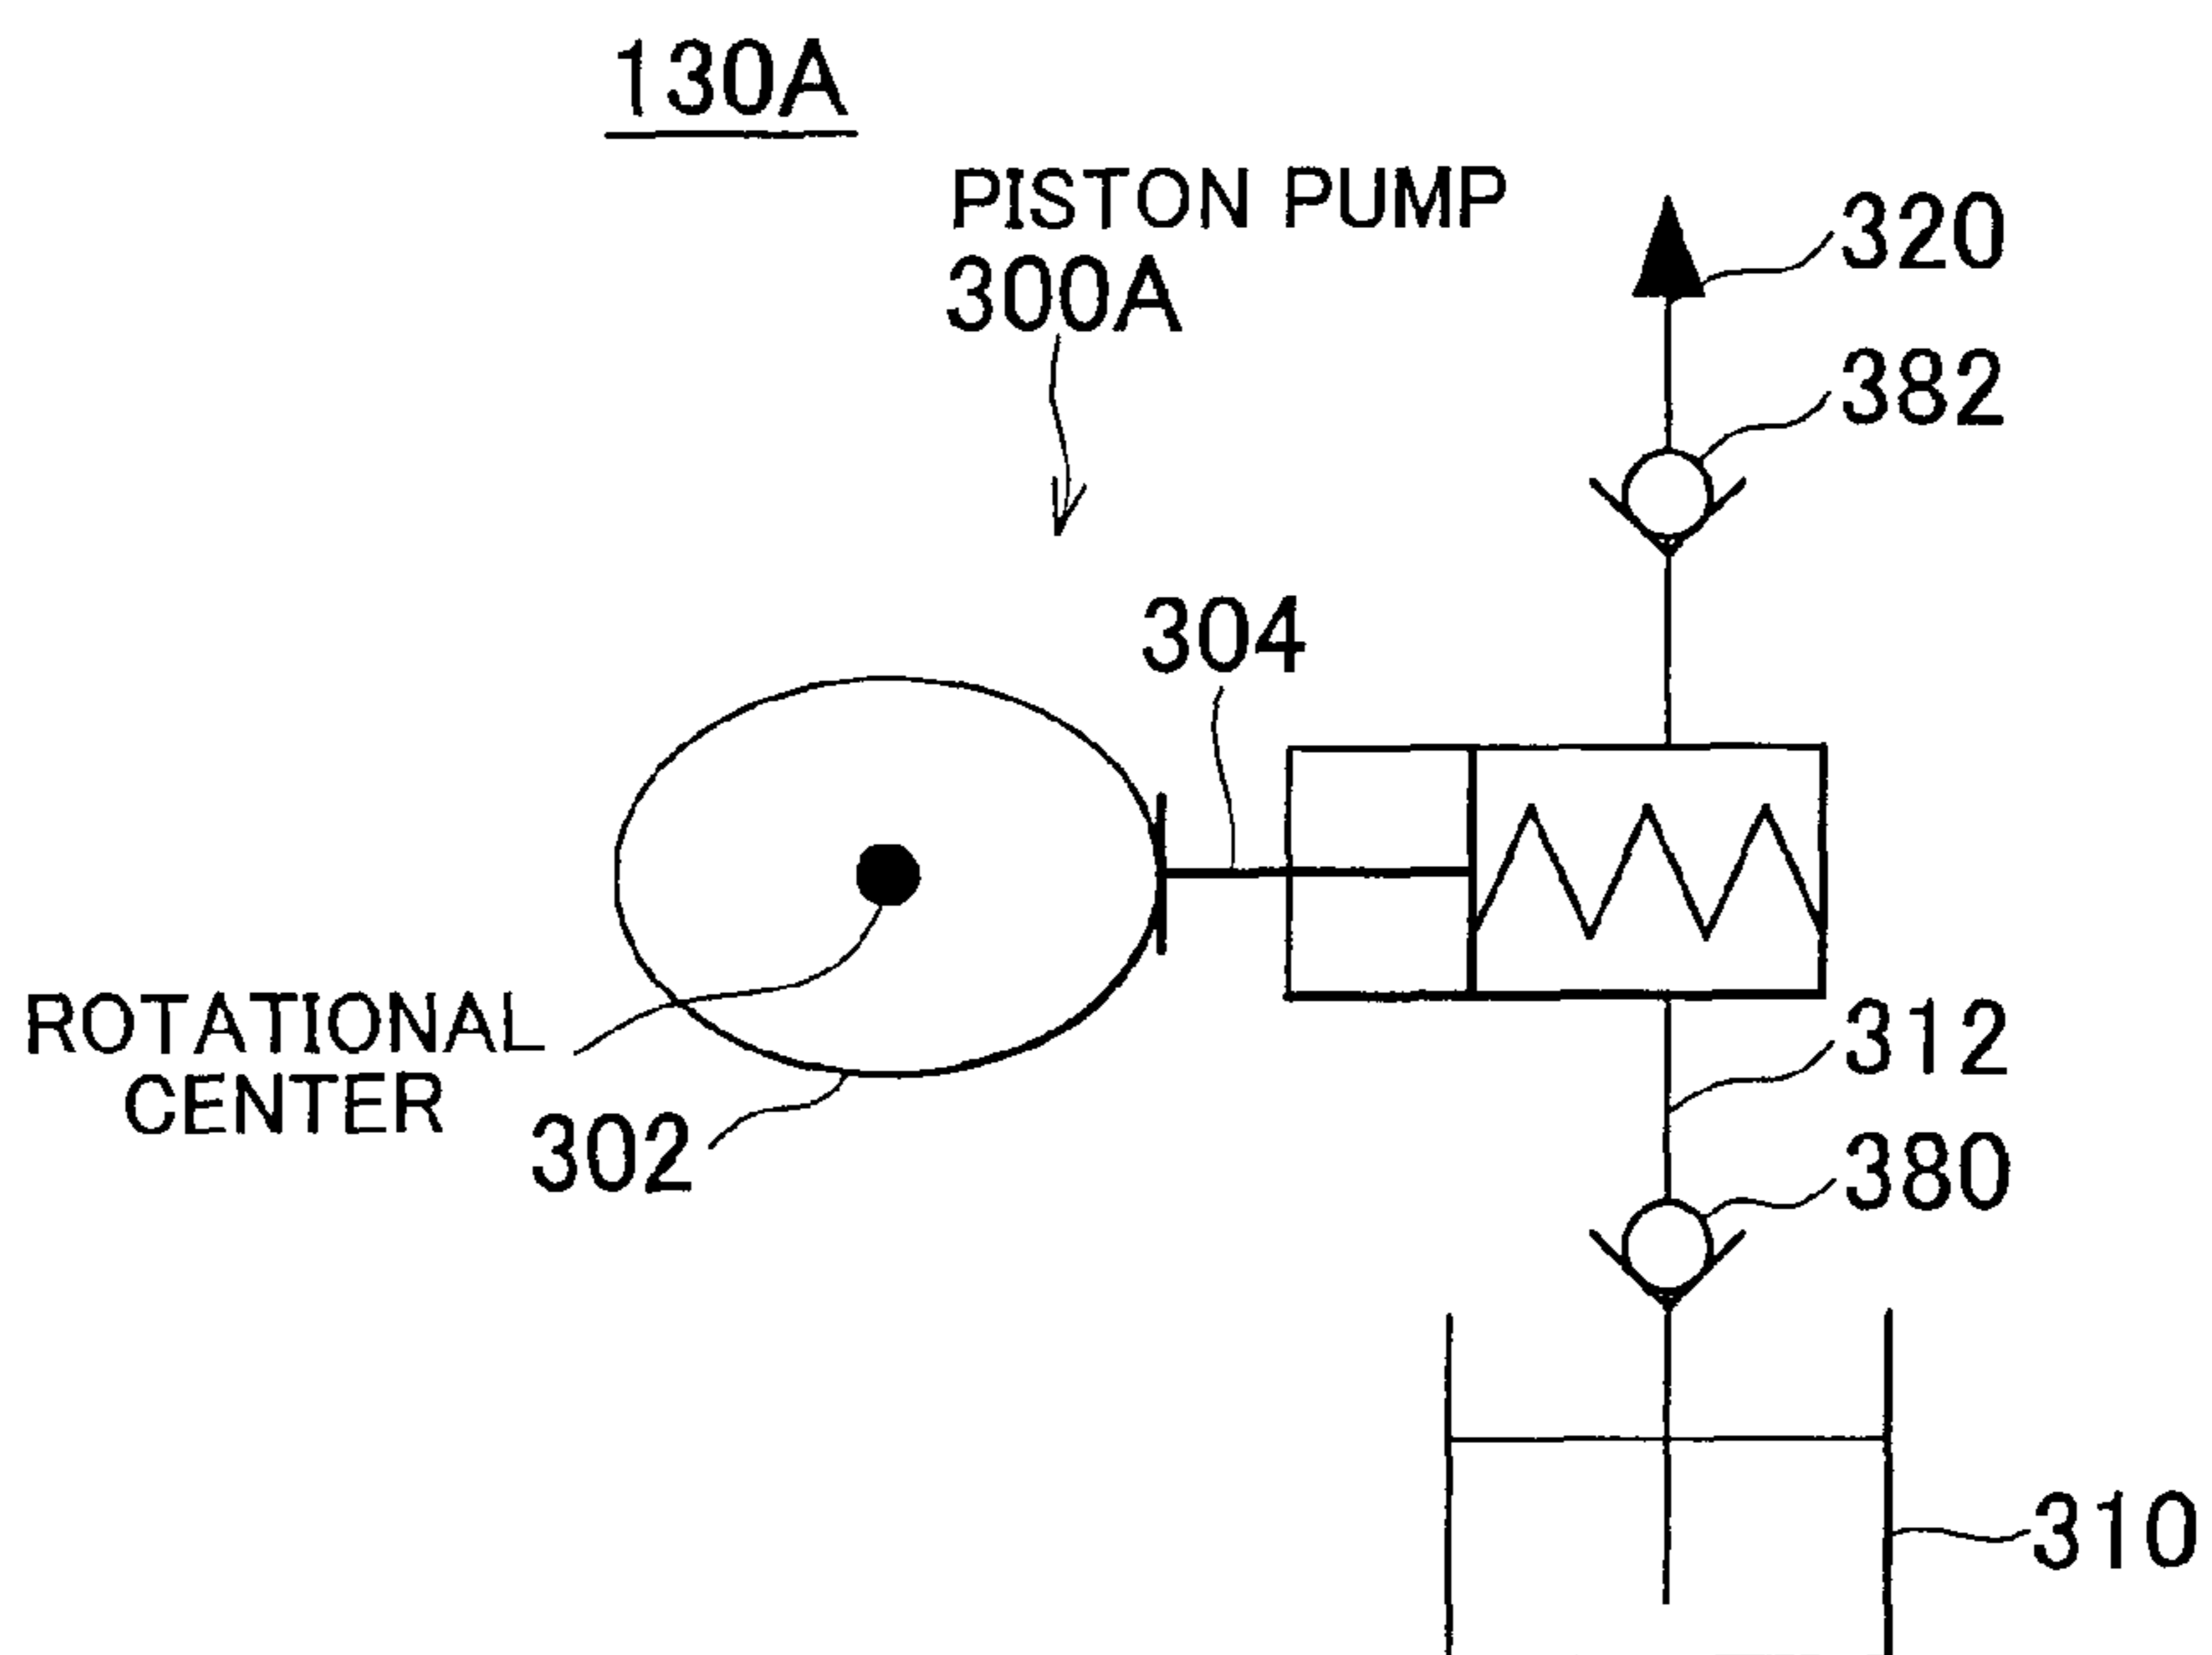 130A
PISTON PUMP
300A
320
382
304
ROTATIONAL
CENTER
302
312
380
310